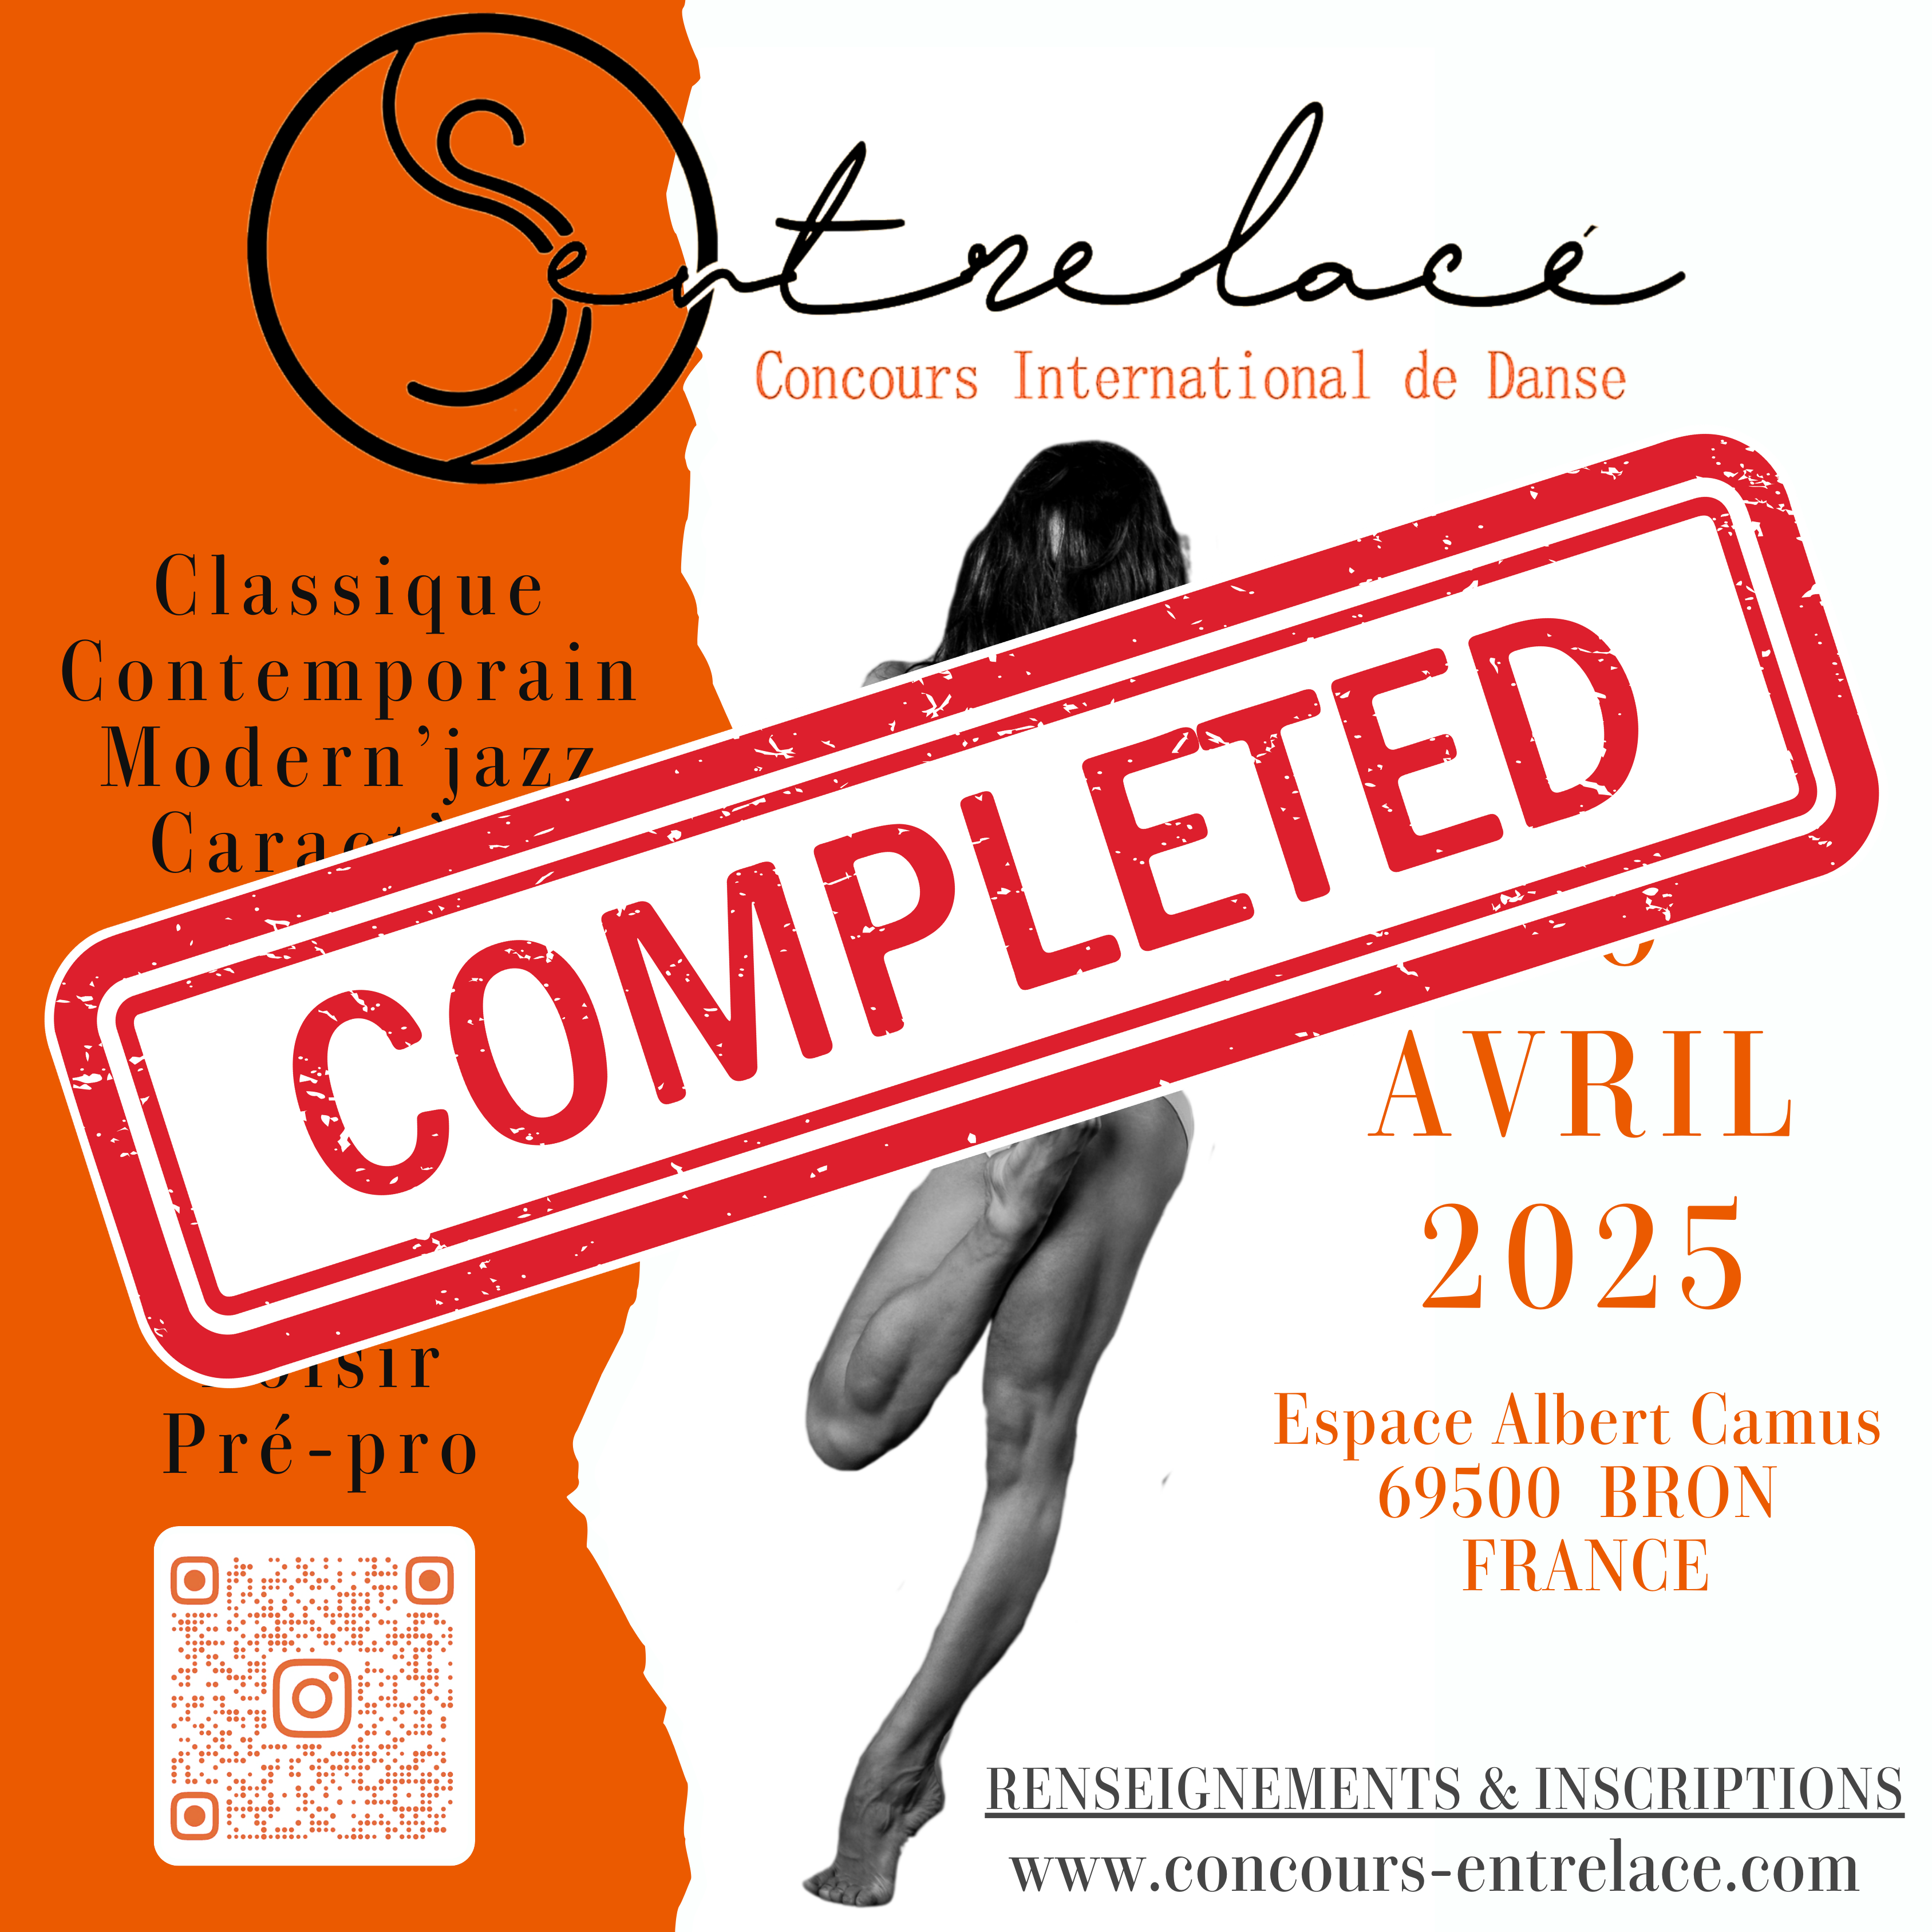 Sentrelacé
Concours International de Danse
Classique
Contemporain
Modern’jazz
COMPLETED
AVRIL
2025
Pré-pro
Espace Albert Camus
69500 BRON
FRANCE
RENSEIGNEMENTS & INSCRIPTIONS
www.concours-entrelace.com